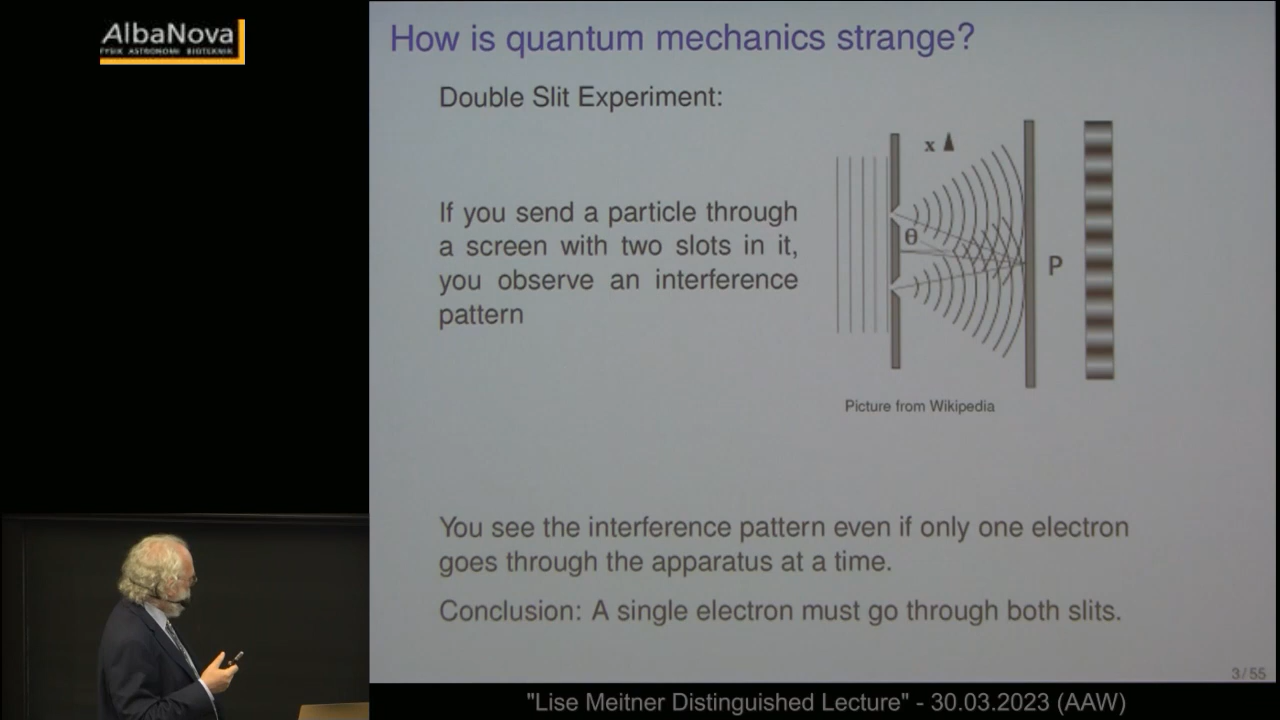 AlbaNova
FYSIK ASTRONOMI BIOTEKNIK
How is quantum mechanics strange?
Double Slit Experiment:
If you send a particle through
a screen with two slots in it,
you observe an interference
pattern
x
θ
P
Picture from Wikipedia
You see the interference pattern even if only one electron
goes through the apparatus at a time.
Conclusion: A single electron must go through both slits.
3/55
"Lise Meitner Distinguished Lecture" - 30.03.2023 (AAW)